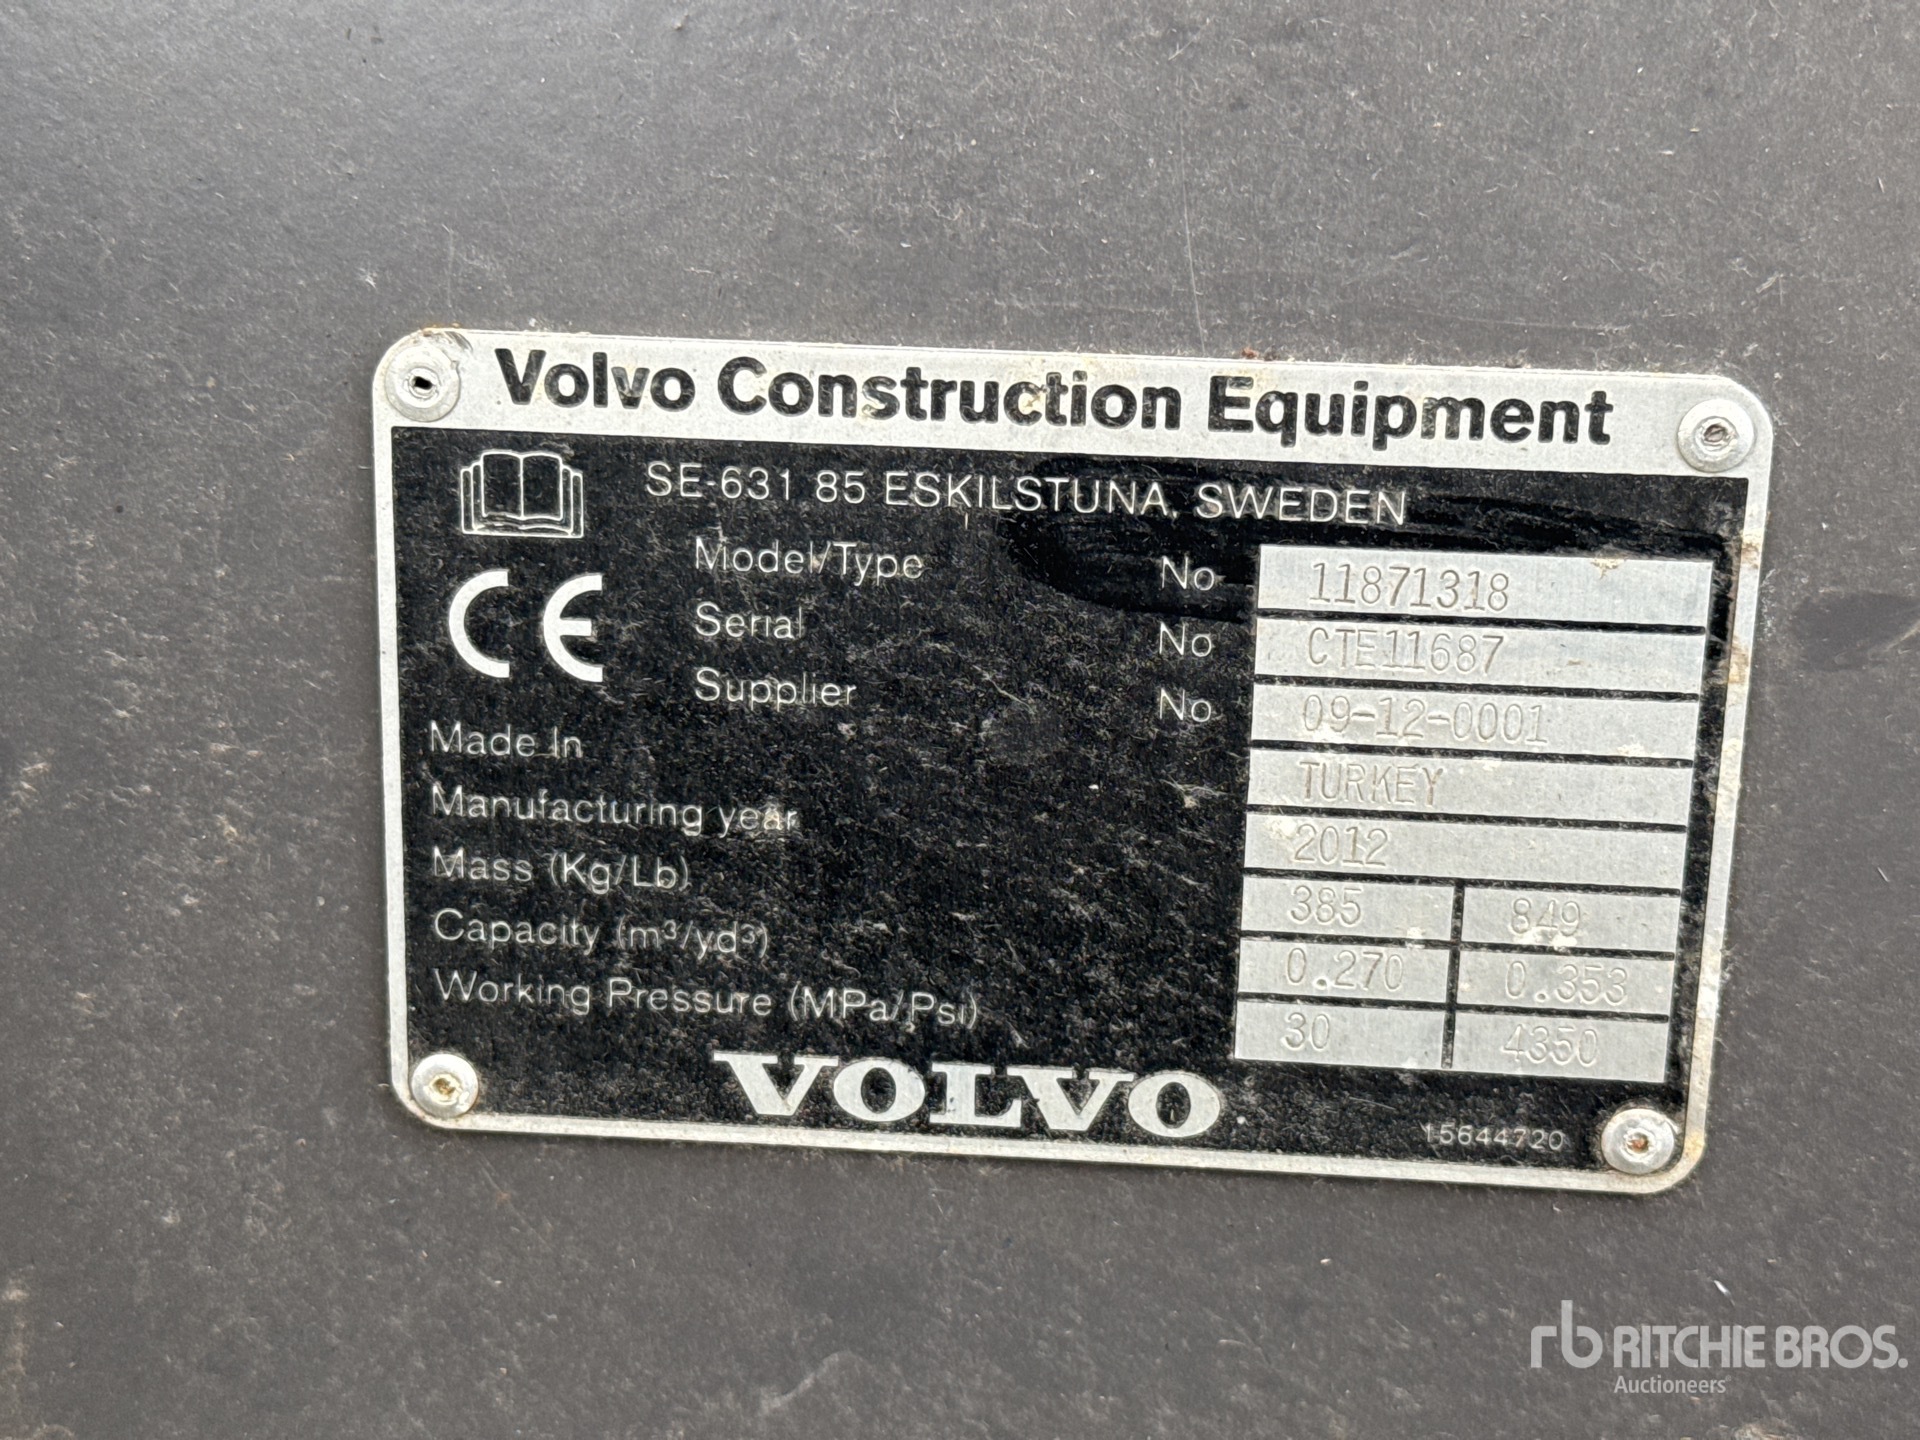 Volvo Construction Equipment
SE-631 85 ESKILSTUNA, SWEDEN
Model/Type No 11871318
Serial No CTE11687
Supplier No 09-12-0001
Made In TURKEY
Manufacturing year 2012
Mass (Kg/Lb) 385 849
Capacity (m³/yd³) 0.270 0.353
Working Pressure (MPa/Psi) 30 4350
VOLVO
15644720
CE
rb RITCHIE BROS.
Auctioneers